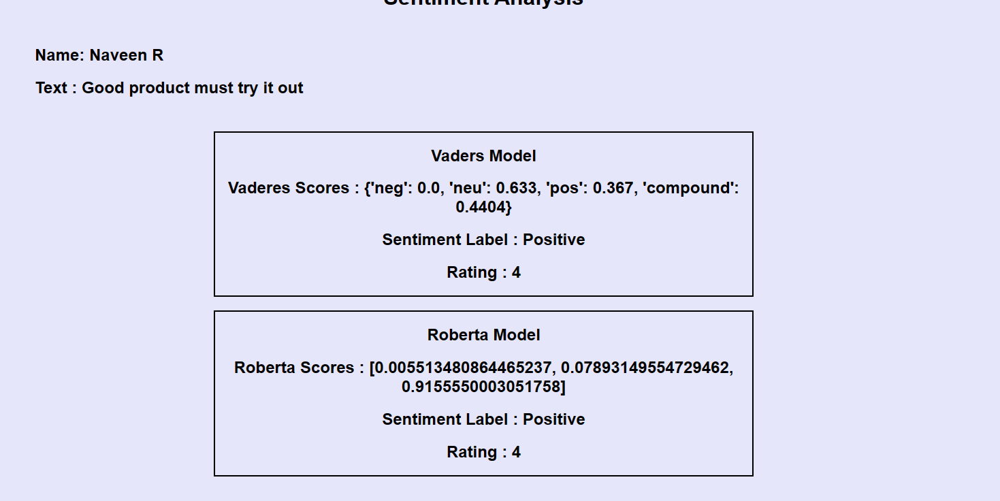 Sentiment Analysis
Name: Naveen R
Text : Good product must try it out
Vaders Model
Vaderes Scores : {'neg': 0.0, 'neu': 0.633, 'pos': 0.367, 'compound':
0.4404}
Sentiment Label : Positive
Rating : 4
Roberta Model
Roberta Scores : [0.005513480864465237, 0.07893149554729462,
0.9155550003051758]
Sentiment Label : Positive
Rating : 4